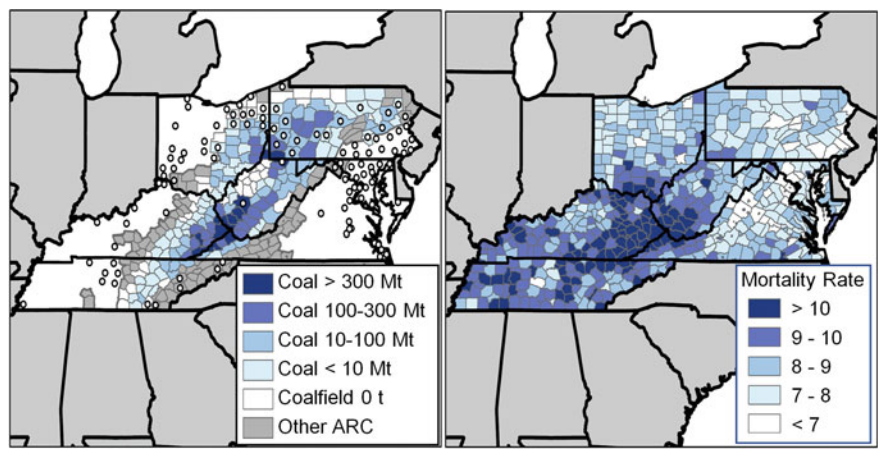 Coal > 300 Mt
Coal 100-300 Mt
Coal 10-100 Mt
Coal < 10 Mt
Coalfield 0 t
Other ARC
Mortality Rate
> 10
9 - 10
8 - 9
7 - 8
< 7